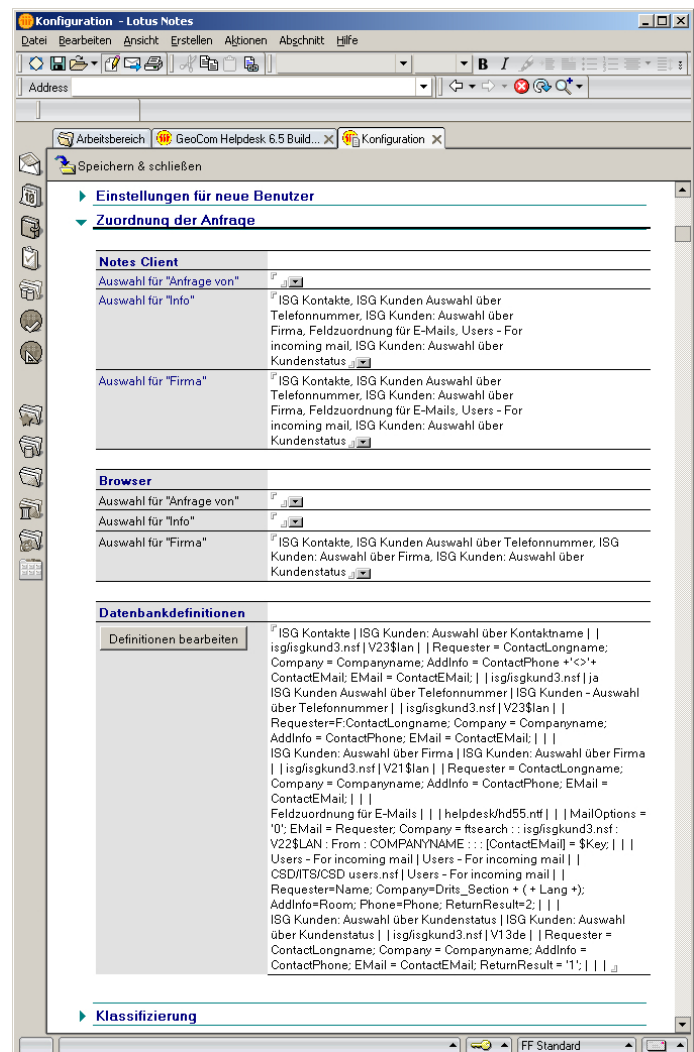 Konfiguration - Lotus Notes
Datei Bearbeiten Ansicht Erstellen Aktionen Abschnitt Hilfe
B I
Address
Arbeitsbereich GeoCom Helpdesk 6.5 Build... Konfiguration
Speichern & schließen
Einstellungen für neue Benutzer
Zuordnung der Anfrage
Notes Client
Auswahl für "Anfrage von"
Auswahl für "Info"
ISG Kontakte, ISG Kunden Auswahl über
Telefonnummer, ISG Kunden: Auswahl über
Firma, Feldzuordnung für E-Mails, Users - For
incoming mail, ISG Kunden: Auswahl über
Kundenstatus
Auswahl für "Firma"
ISG Kontakte, ISG Kunden Auswahl über
Telefonnummer, ISG Kunden: Auswahl über
Firma, Feldzuordnung für E-Mails, Users - For
incoming mail, ISG Kunden: Auswahl über
Kundenstatus
Browser
Auswahl für "Anfrage von"
Auswahl für "Info"
Auswahl für "Firma"
ISG Kontakte, ISG Kunden Auswahl über Telefonnummer, ISG
Kunden: Auswahl über Firma, ISG Kunden: Auswahl über
Kundenstatus
Datenbankdefinitionen
Definitionen bearbeiten
ISG Kontakte | ISG Kunden: Auswahl über Kontaktname | |
isg/isgkund3.nsf | V23$lan | | Requester = ContactLongname;
Company = Companyname; AddInfo = ContactPhone +'<>'+
ContactEMail; EMail = ContactEMail; | | isg/isgkund3.nsf | ja
ISG Kunden Auswahl über Telefonnummer | ISG Kunden - Auswahl
über Telefonnummer | | isg/isgkund3.nsf | V23$lan | |
Requester=F:ContactLongname; Company = Companyname;
AddInfo = ContactPhone; EMail = ContactEMail; | | |
ISG Kunden: Auswahl über Firma | ISG Kunden: Auswahl über Firma
| | isg/isgkund3.nsf | V21$lan | | Requester = ContactLongname;
Company = Companyname; AddInfo = ContactPhone; EMail =
ContactEMail; | | |
Feldzuordnung für E-Mails | | | helpdesk/hd55.ntf | | | MailOptions =
'0'; EMail = Requester; Company = ftsearch : : isg/isgkund3.nsf :
V22$LAN : From : COMPANYNAME : : : [ContactEMail] = $Key; | | |
Users - For incoming mail | Users - For incoming mail | |
CSD/ITS/CSD users.nsf | Users - For incoming mail | |
Requester=Name; Company=Drits_Section + ( + Lang +);
AddInfo=Room; Phone=Phone; ReturnResult=2; | | |
ISG Kunden: Auswahl über Kundenstatus | ISG Kunden: Auswahl
über Kundenstatus | | isg/isgkund3.nsf | V13de | | Requester =
ContactLongname; Company = Companyname; AddInfo =
ContactPhone; EMail = ContactEMail; ReturnResult = '1'; | | |
Klassifizierung
FF Standard